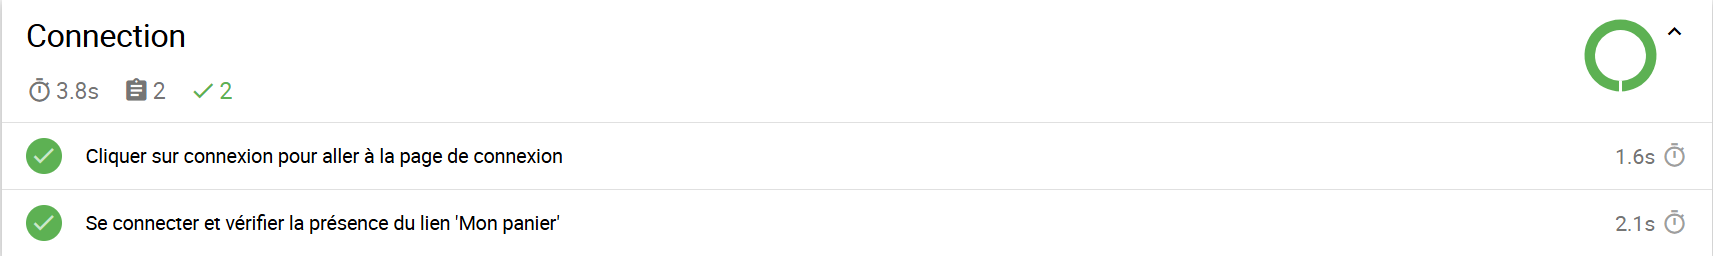 Connection
3.8s 2 2
Cliquer sur connexion pour aller à la page de connexion 1.6s
Se connecter et vérifier la présence du lien 'Mon panier' 2.1s